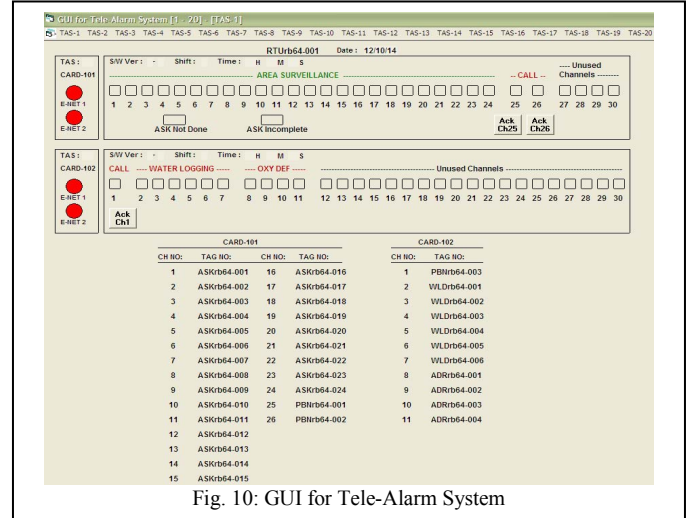 GUI for Tele-Alarm System [1 - 20] - [TAS-1]
TAS-1 TAS-2 TAS-3 TAS-4 TAS-5 TAS-6 TAS-7 TAS-8 TAS-9 TAS-10 TAS-11 TAS-12 TAS-13 TAS-14 TAS-15 TAS-16 TAS-17 TAS-18 TAS-19 TAS-20
RTUrb64-001 Date : 12/10/14
TAS : S/W Ver : - Shift : Time : H M S
CARD-101 AREA SURVEILLANCE -- CALL -- ---- Unused Channels --------
1 2 3 4 5 6 7 8 9 10 11 12 13 14 15 16 17 18 19 20 21 22 23 24 25 26 27 28 29 30
E-NET 1
E-NET 2
ASK Not Done ASK Incomplete Ack Ch25 Ack Ch26
TAS : S/W Ver : - Shift : Time : H M S
CARD-102 CALL ---- WATER LOGGING ----- ---- OXY DEF ----- Unused Channels
E-NET 1 1 2 3 4 5 6 7 8 9 10 11 12 13 14 15 16 17 18 19 20 21 22 23 24 25 26 27 28 29 30
E-NET 2 Ack Ch1
CARD-101 CARD-102
CH NO: TAG NO: CH NO: TAG NO: CH NO: TAG NO:
1 ASKrb64-001 16 ASKrb64-016 1 PBNrb64-003
2 ASKrb64-002 17 ASKrb64-017 2 WLDrb64-001
3 ASKrb64-003 18 ASKrb64-018 3 WLDrb64-002
4 ASKrb64-004 19 ASKrb64-019 4 WLDrb64-003
5 ASKrb64-005 20 ASKrb64-020 5 WLDrb64-004
6 ASKrb64-006 21 ASKrb64-021 6 WLDrb64-005
7 ASKrb64-007 22 ASKrb64-022 7 WLDrb64-006
8 ASKrb64-008 23 ASKrb64-023 8 ADRrb64-001
9 ASKrb64-009 24 ASKrb64-024 9 ADRrb64-002
10 ASKrb64-010 25 PBNrb64-001 10 ADRrb64-003
11 ASKrb64-011 26 PBNrb64-002 11 ADRrb64-004
12 ASKrb64-012
13 ASKrb64-013
14 ASKrb64-014
15 ASKrb64-015
Fig. 10: GUI for Tele-Alarm System